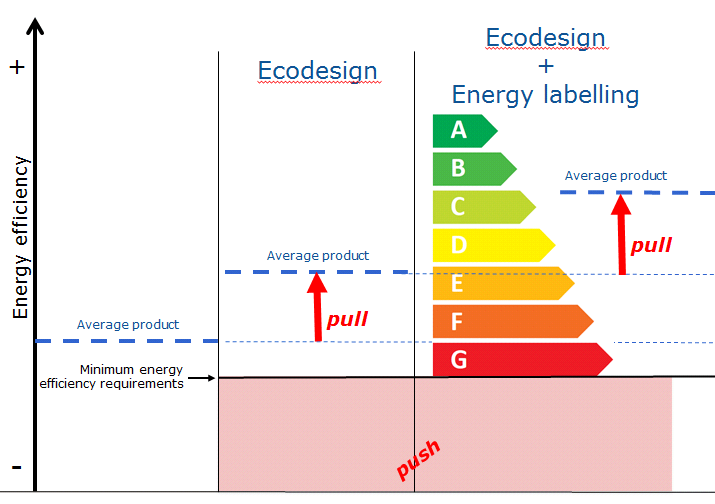 +
Energy efficiency
-
Ecodesign
Ecodesign
+
Energy labelling
A
B
C
D
E
F
G
Average product
Average product
Average product
pull
pull
Minimum energy
efficiency requirements
push